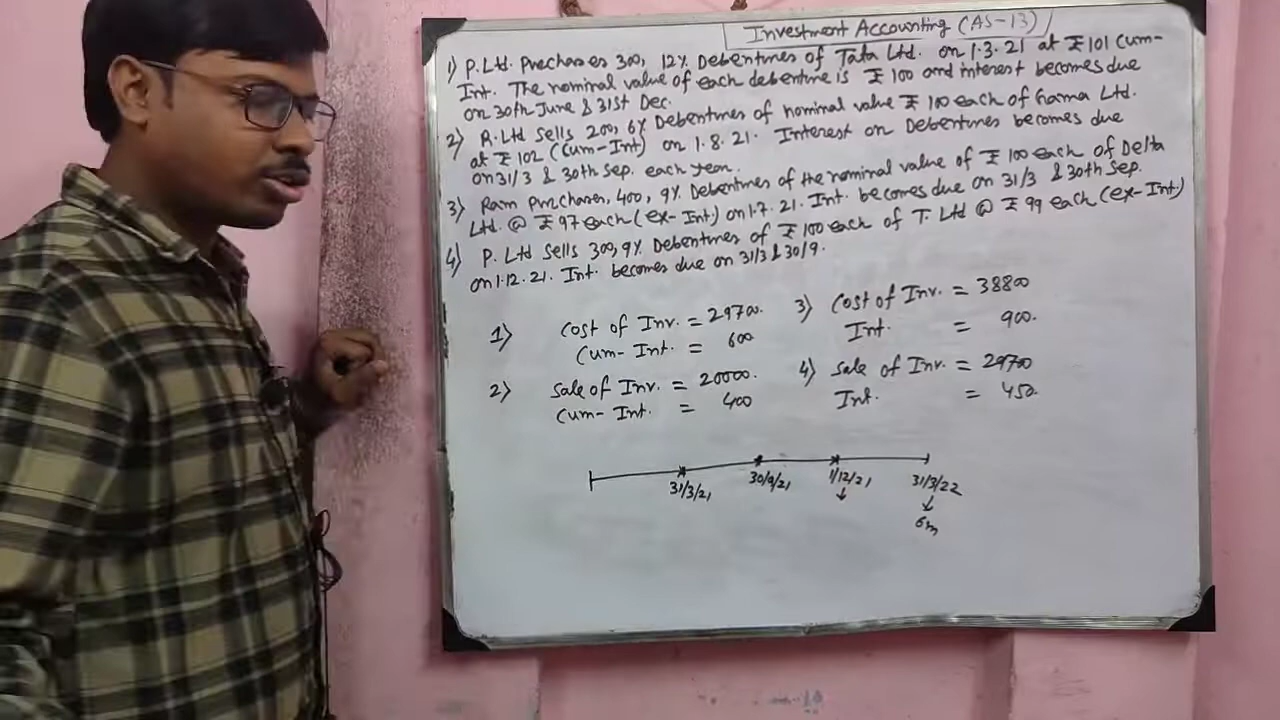 Investment Accounting (AS-13)
1) P. Ltd. Purchases 300, 12% Debentures of Tata Ltd. on 1.3.21 at ₹101 Cum-
Int. The nominal value of each debenture is ₹100 and interest becomes due
on 30th June & 31st Dec.
2) R. Ltd Sells 200, 6% Debentures of nominal value ₹100 each of Gama Ltd.
at ₹102 (Cum-Int) on 1.8.21. Interest on Debentures becomes due
on 31/3 & 30th Sep. each year.
3) Ram Purchases, 400, 9% Debentures of the nominal value of ₹100 each of Delta
Ltd. @ ₹97 each (ex-Int.) on 1.7.21. Int. becomes due on 31/3 & 30th Sep.
4) P. Ltd Sells 300, 9% Debentures of ₹100 each of T. Ltd @ ₹99 each (ex-Int.)
on 1.12.21. Int. becomes due on 31/3 & 30/9.
1) Cost of Inv. = 29700.
Cum-Int. = 600
2) Sale of Inv. = 20000.
Cum-Int. = 400
3) Cost of Inv. = 38800
Int. = 900.
4) Sale of Inv. = 29700
Int. = 450.
31/3/21 30/9/21 1/12/21 31/3/22
6m